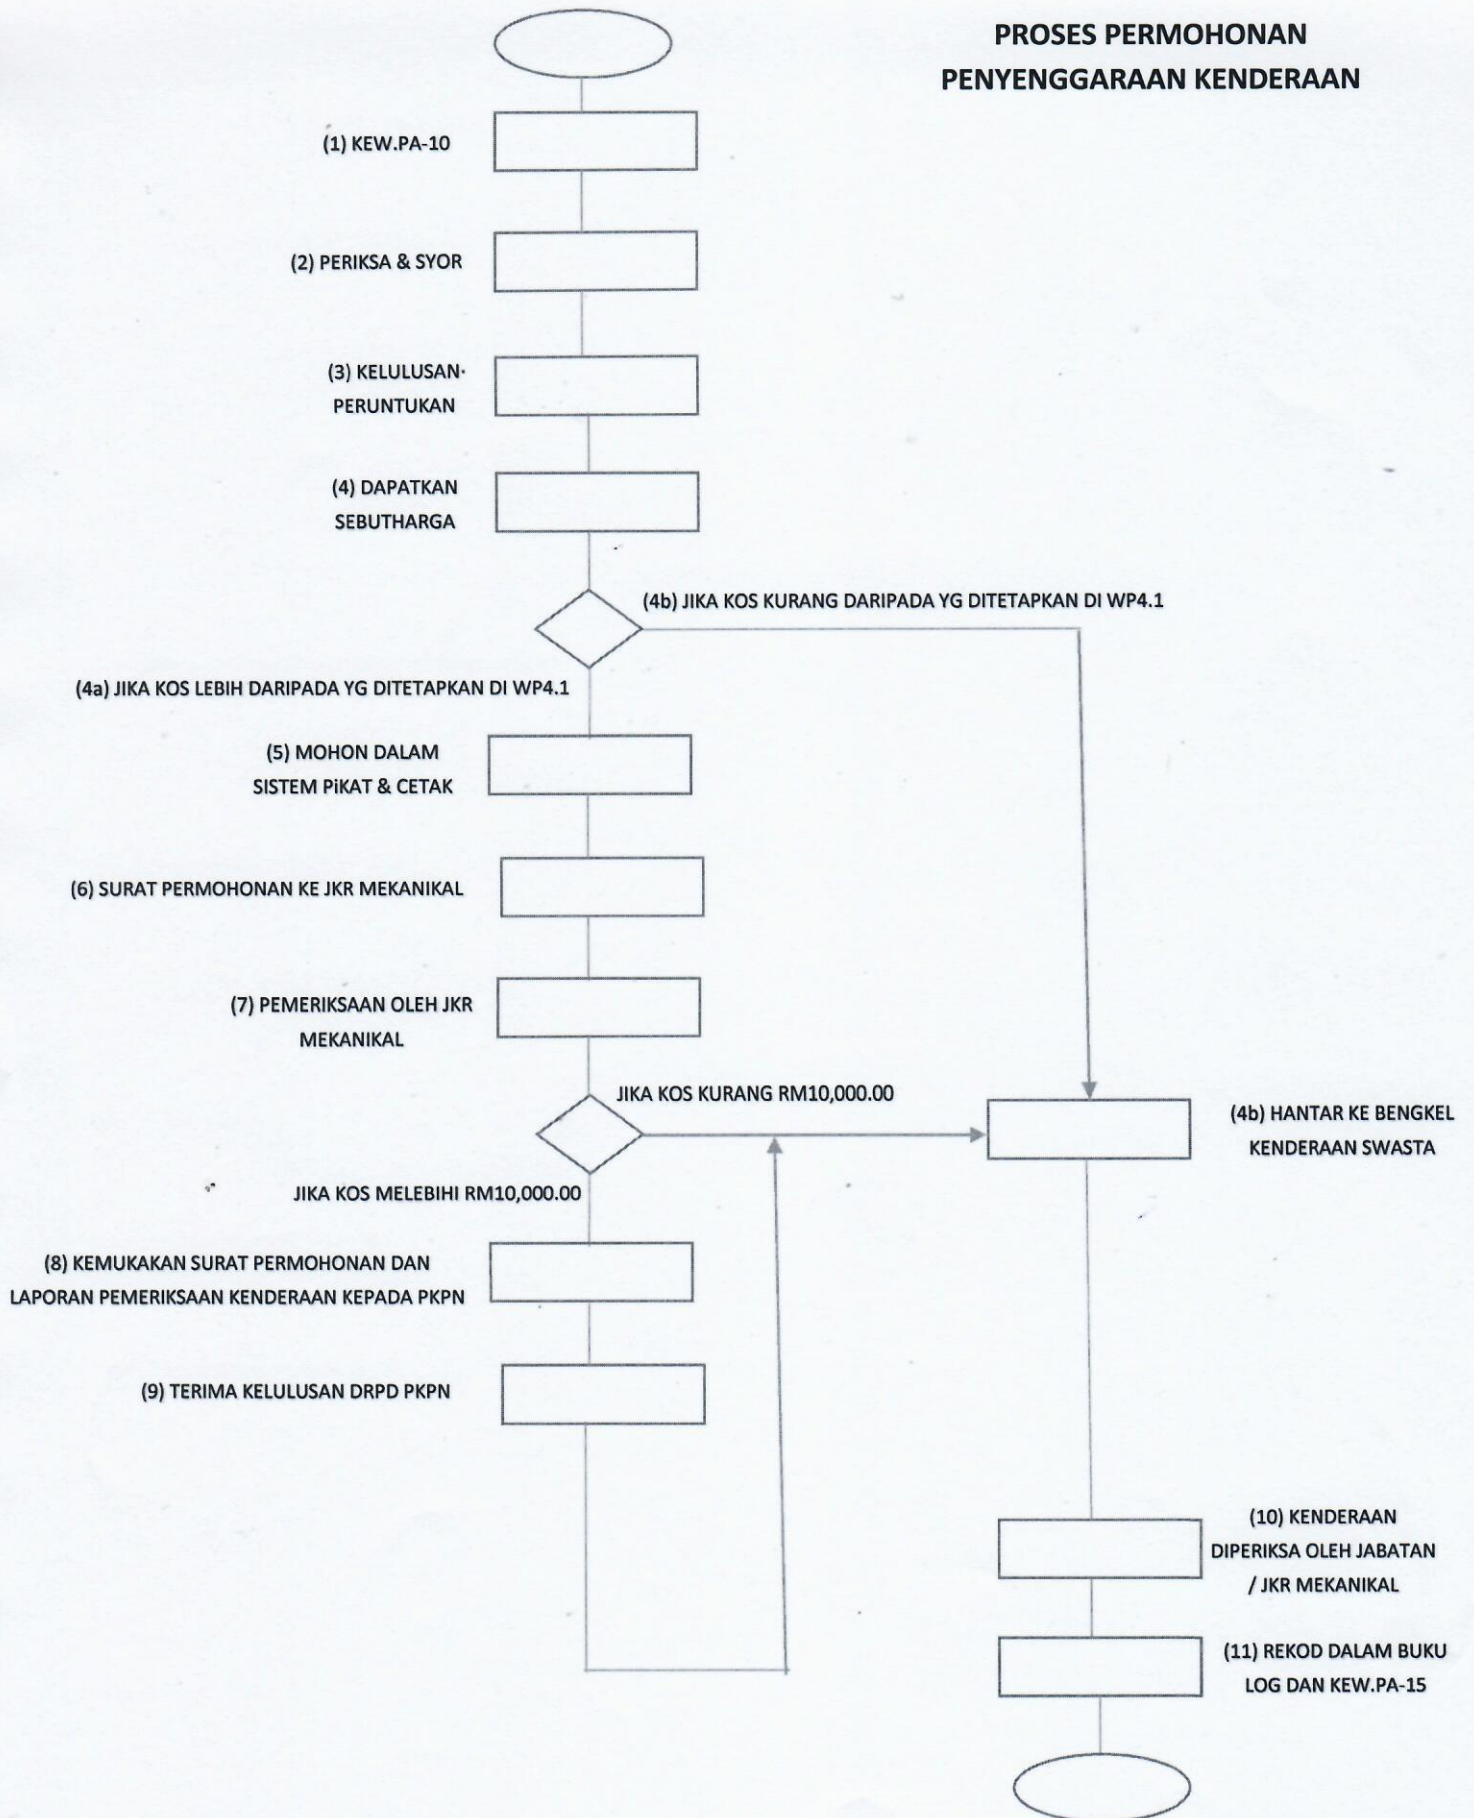 PROSES PERMOHONAN
PENYENGGARAAN KENDERAAN
(1) KEW.PA-10
(2) PERIKSA & SYOR
(3) KELULUSAN
PERUNTUKAN
(4) DAPATKAN
SEBUTHARGA
(4b) JIKA KOS KURANG DARIPADA YG DITETAPKAN DI WP4.1
(4a) JIKA KOS LEBIH DARIPADA YG DITETAPKAN DI WP4.1
(5) MOHON DALAM
SISTEM PiKAT & CETAK
(6) SURAT PERMOHONAN KE JKR MEKANIKAL
(7) PEMERIKSAAN OLEH JKR
MEKANIKAL
JIKA KOS KURANG RM10,000.00
(4b) HANTAR KE BENGKEL
KENDERAAN SWASTA
JIKA KOS MELEBIHI RM10,000.00
(8) KEMUKAKAN SURAT PERMOHONAN DAN
LAPORAN PEMERIKSAAN KENDERAAN KEPADA PKPN
(9) TERIMA KELULUSAN DRPD PKPN
(10) KENDERAAN
DIPERIKSA OLEH JABATAN
/ JKR MEKANIKAL
(11) REKOD DALAM BUKU
LOG DAN KEW.PA-15